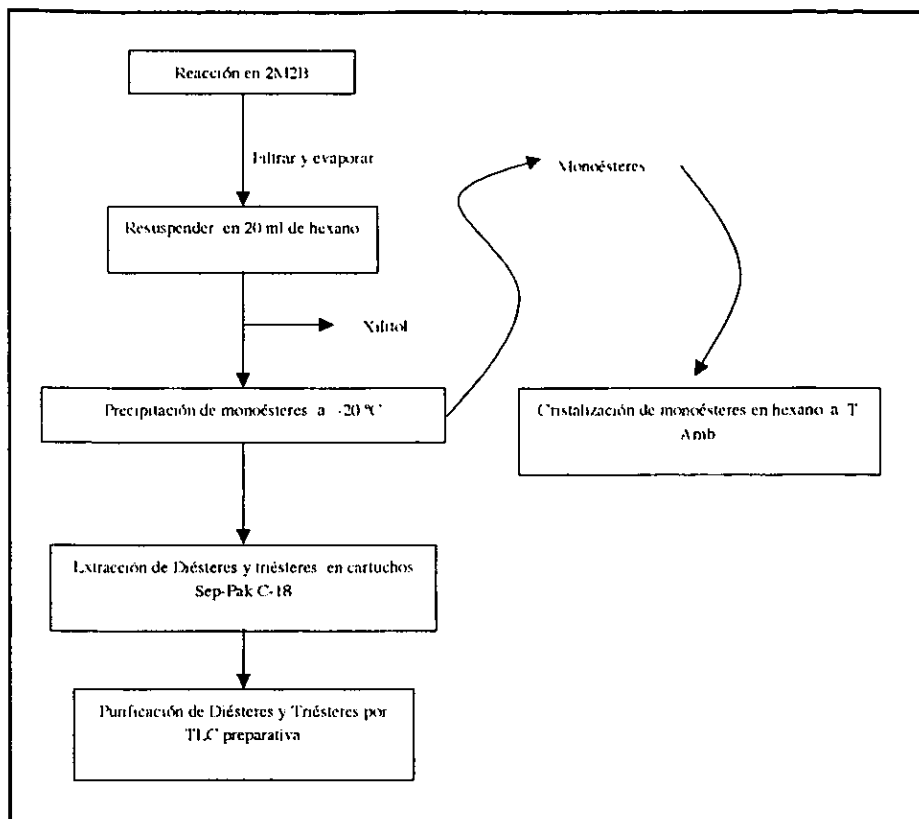 Reacción en 2M2B
Filtrar y evaporar
Monoésteres
Resuspender en 20 ml de hexano
Xilitol
Precipitación de monoésteres a -20 ºC
Cristalización de monoésteres en hexano a T
Amb
Extracción de Diésteres y triésteres en cartuchos
Sep-Pak C-18
Purificación de Diésteres y Triésteres por
TLC preparativa